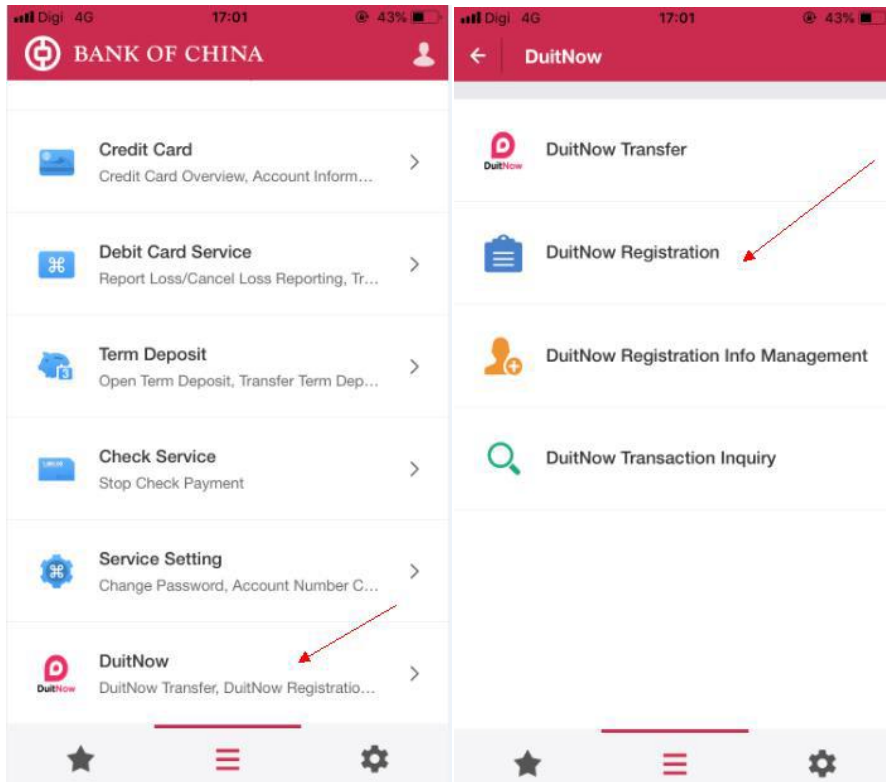 Digi 4G 17:01 43%
BANK OF CHINA
Credit Card
Credit Card Overview, Account Inform...
Debit Card Service
Report Loss/Cancel Loss Reporting, Tr...
Term Deposit
Open Term Deposit, Transfer Term Dep...
Check Service
Stop Check Payment
Service Setting
Change Password, Account Number C...
DuitNow
DuitNow
DuitNow Transfer, DuitNow Registratio...
Digi 4G 17:01 43%
DuitNow
DuitNow
DuitNow Transfer
DuitNow Registration
DuitNow Registration Info Management
DuitNow Transaction Inquiry